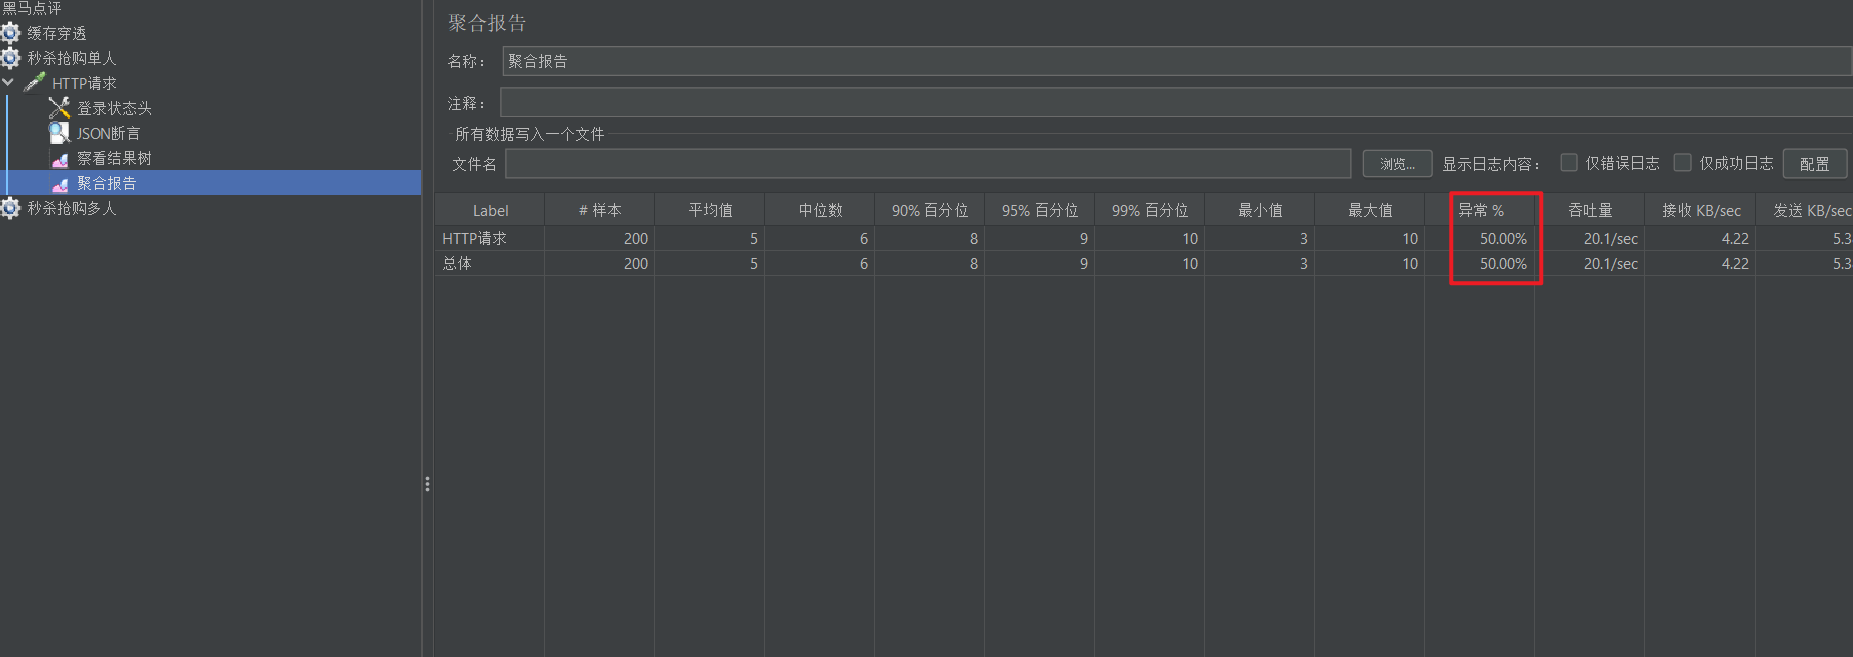 黑马点评
缓存穿透
秒杀抢购单人
HTTP请求
登录状态头
JSON断言
察看结果树
聚合报告
秒杀抢购多人
聚合报告
名称： 聚合报告
注释：
所有数据写入一个文件
文件名 浏览... 显示日志内容： 仅错误日志 仅成功日志 配置
Label # 样本 平均值 中位数 90% 百分位 95% 百分位 99% 百分位 最小值 最大值 异常 % 吞吐量 接收 KB/sec 发送 KB/sec
HTTP请求 200 5 6 8 9 10 3 10 50.00% 20.1/sec 4.22 5.3
总体 200 5 6 8 9 10 3 10 50.00% 20.1/sec 4.22 5.3